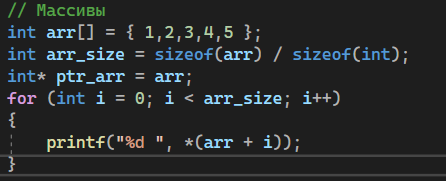 // Массивы
int arr[] = { 1,2,3,4,5 };
int arr_size = sizeof(arr) / sizeof(int);
int* ptr_arr = arr;
for (int i = 0; i < arr_size; i++)
{
    printf("%d ", *(arr + i));
}